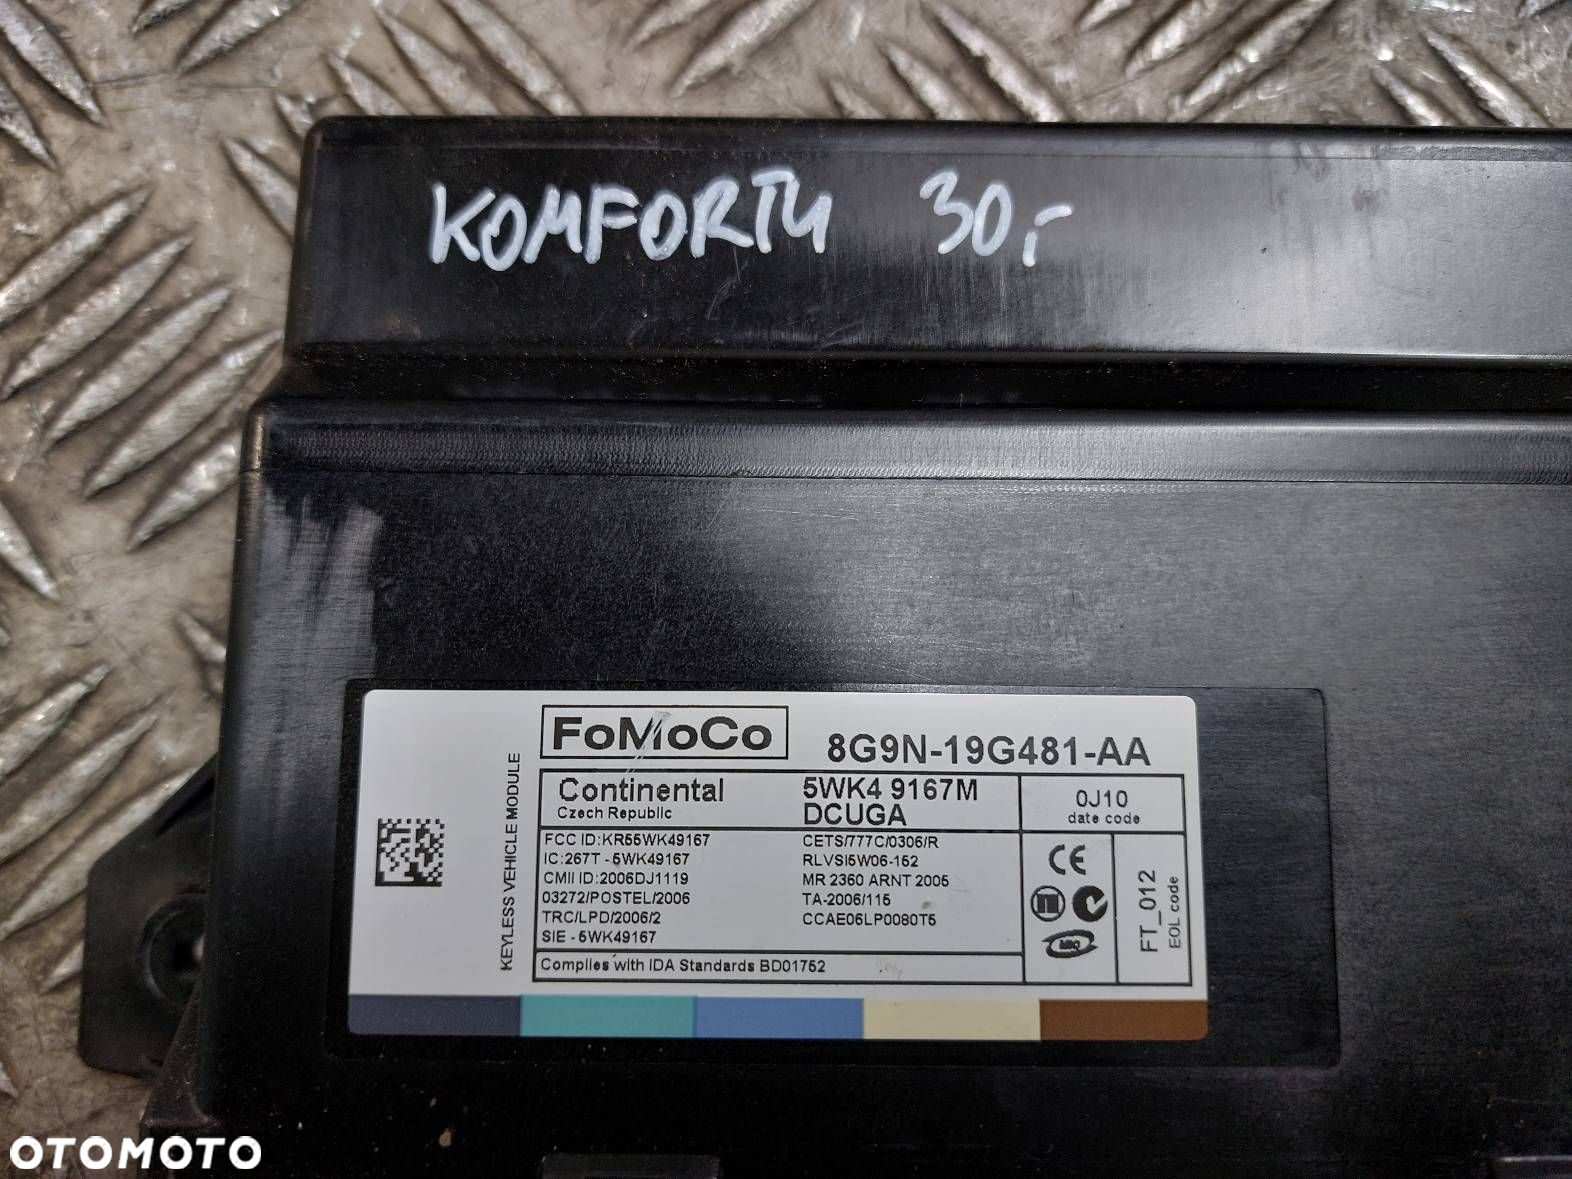 KOMFORTU 30,-
FoMoCo
8G9N-19G481-AA
KEYLESS VEHICLE MODULE
Continental
Czech Republic
5WK4 9167M
DCUGA
0J10
date code
FCC ID:KR55WK49167
IC:267T - 5WK49167
CMII ID:2006DJ1119
03272/POSTEL/2006
TRC/LPD/2006/2
SIE - 5WK49167
CETS/777C/0306/R
RLVSI5W06-152
MR 2360 ARNT 2005
TA-2006/115
CCAE06LP0080T5
Complies with IDA Standards BD01752
CE
FT_012
EOL code
OTOMOTO